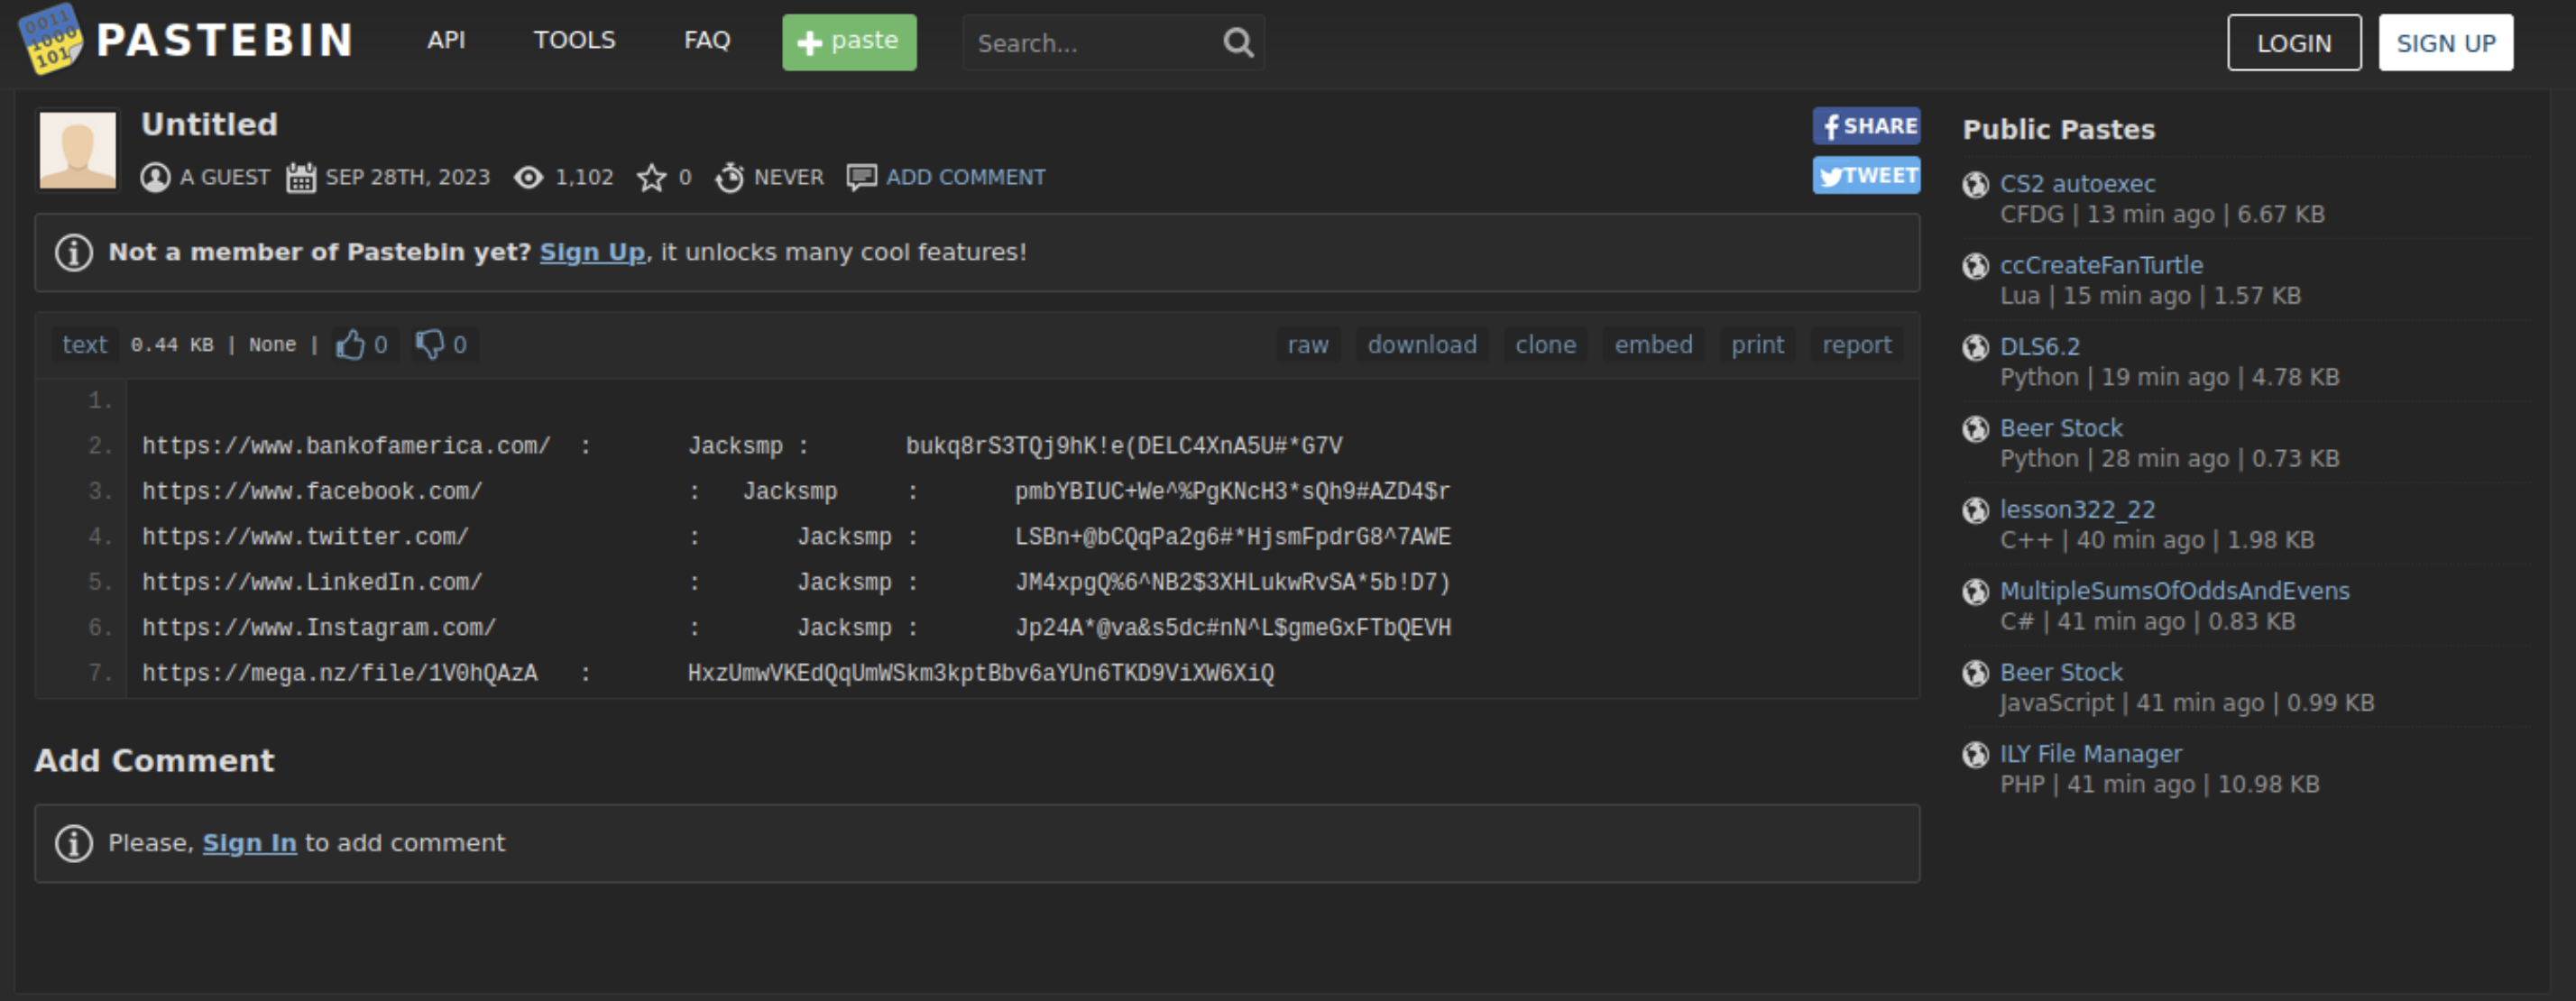 0011
1000
101
PASTEBIN API TOOLS FAQ + paste Search... LOGIN SIGN UP
Untitled
A GUEST SEP 28TH, 2023 1,102 0 NEVER ADD COMMENT
SHARE
TWEET
Not a member of Pastebin yet? Sign Up, it unlocks many cool features!
text 0.44 KB | None | 0 0 raw download clone embed print report
1.
2. https://www.bankofamerica.com/ : Jacksmp : bukq8rS3TQj9hK!e(DELC4XnA5U#*G7V
3. https://www.facebook.com/ : Jacksmp : pmbYBIUC+We^%PgKNcH3*sQh9#AZD4$r
4. https://www.twitter.com/ : Jacksmp : LSBn+@bCQqPa2g6#*HjsmFpdrG8^7AWE
5. https://www.LinkedIn.com/ : Jacksmp : JM4xpgQ%6^NB2$3XHLukwRvSA*5b!D7)
6. https://www.Instagram.com/ : Jacksmp : Jp24A*@va&s5dc#nN^L$gmeGxFTbQEVH
7. https://mega.nz/file/1V0hQAzA : HxzUmwVKEdQqUmWSkm3kptBbv6aYUn6TKD9ViXW6XiQ
Add Comment
Please, Sign In to add comment
Public Pastes
CS2 autoexec
CFDG | 13 min ago | 6.67 KB
ccCreateFanTurtle
Lua | 15 min ago | 1.57 KB
DLS6.2
Python | 19 min ago | 4.78 KB
Beer Stock
Python | 28 min ago | 0.73 KB
lesson322_22
C++ | 40 min ago | 1.98 KB
MultipleSumsOfOddsAndEvens
C# | 41 min ago | 0.83 KB
Beer Stock
JavaScript | 41 min ago | 0.99 KB
ILY File Manager
PHP | 41 min ago | 10.98 KB